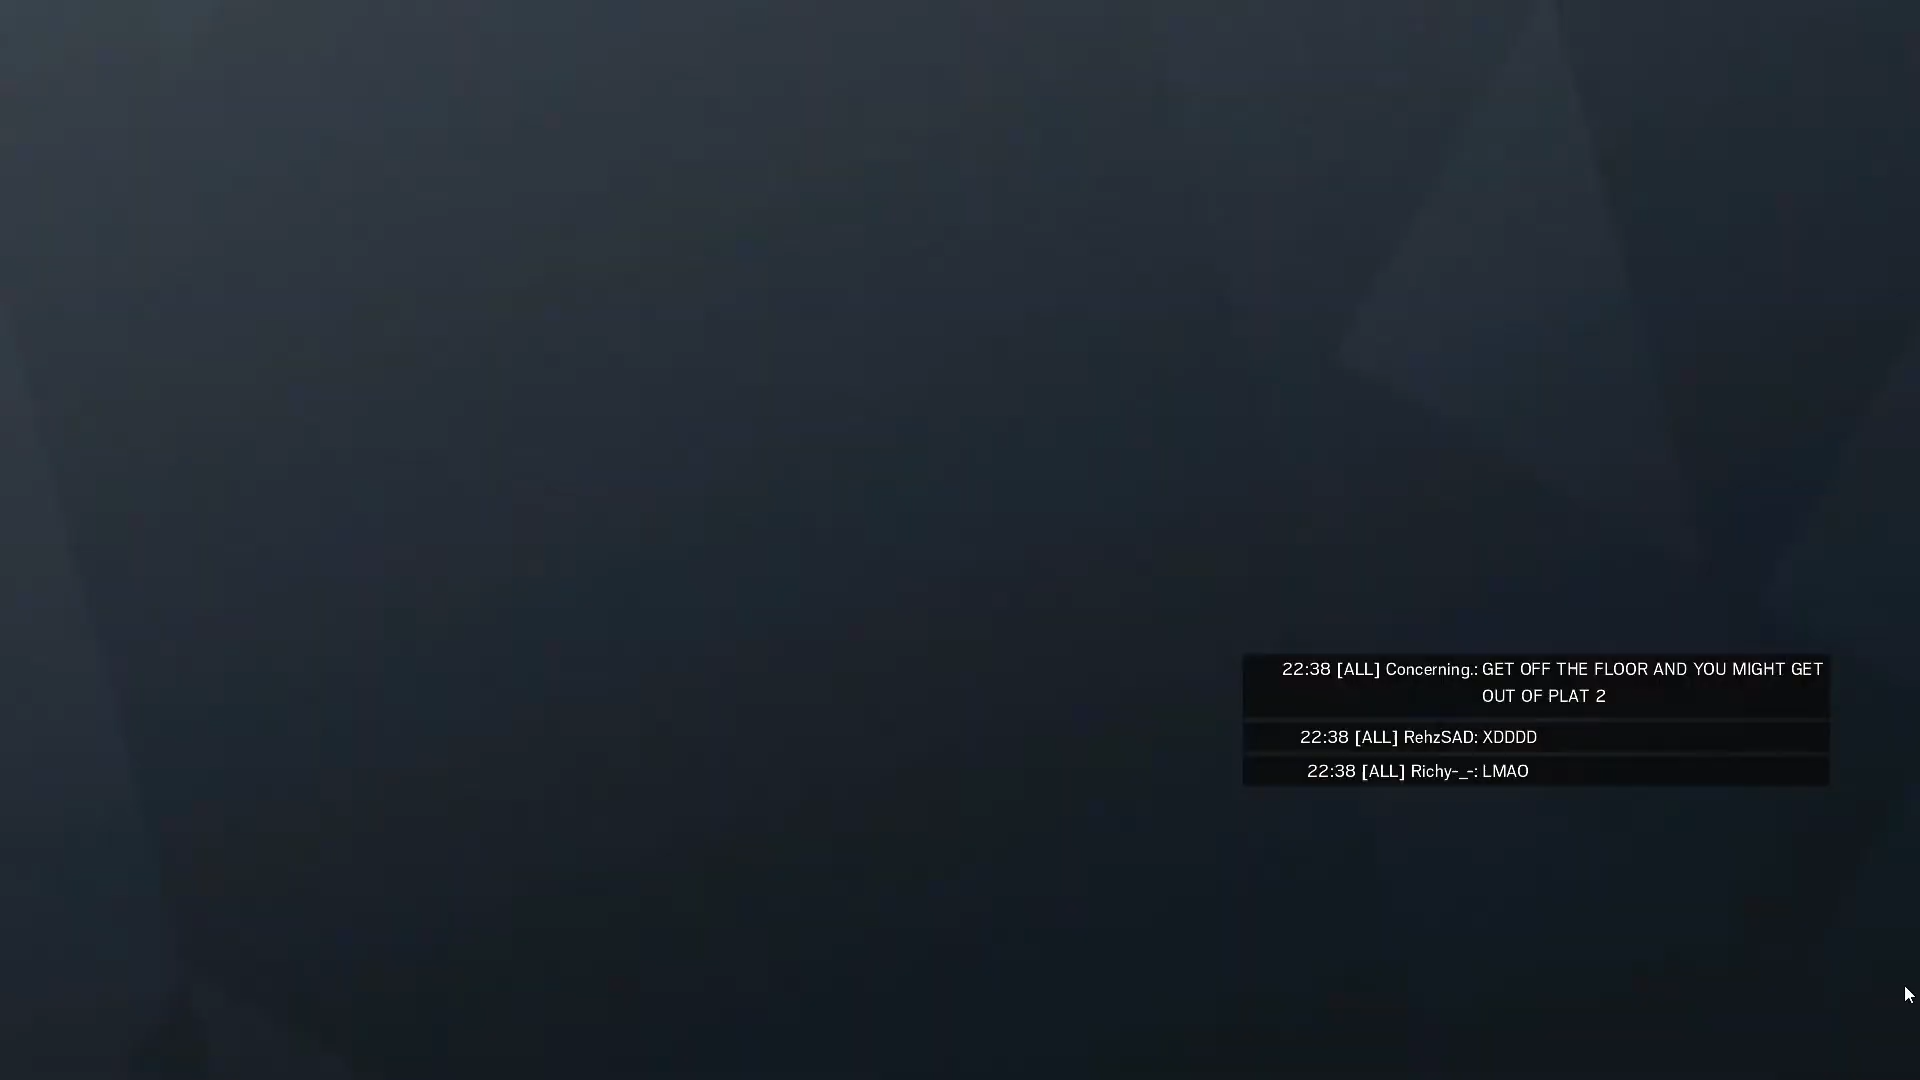 22:38 [ALL] Concerning.: GET OFF THE FLOOR AND YOU MIGHT GET
OUT OF PLAT 2
22:38 [ALL] RehzSAD: XDDDD
22:38 [ALL] Richy-_-: LMAO